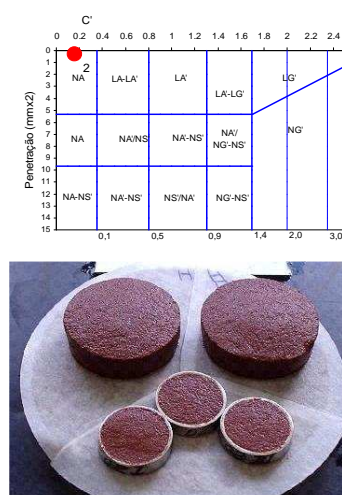 C'
0 0.2 0.4 0.6 0.8 1 1.2 1.4 1.6 1.8 2 2.2 2.4
Penetração (mmx2)
0
1
2
3
4
5
6
7
8
9
10
11
12
13
14
15
2
NA LA-LA' LA' LA'-LG' LG'
NA NA'/NS NA'-NS' NA'/ NG'-NS' NG'
NA-NS' NA'-NS' NS'/NA' NG'-NS'
0,1 0,5 0,9 1,4 2,0 3,0